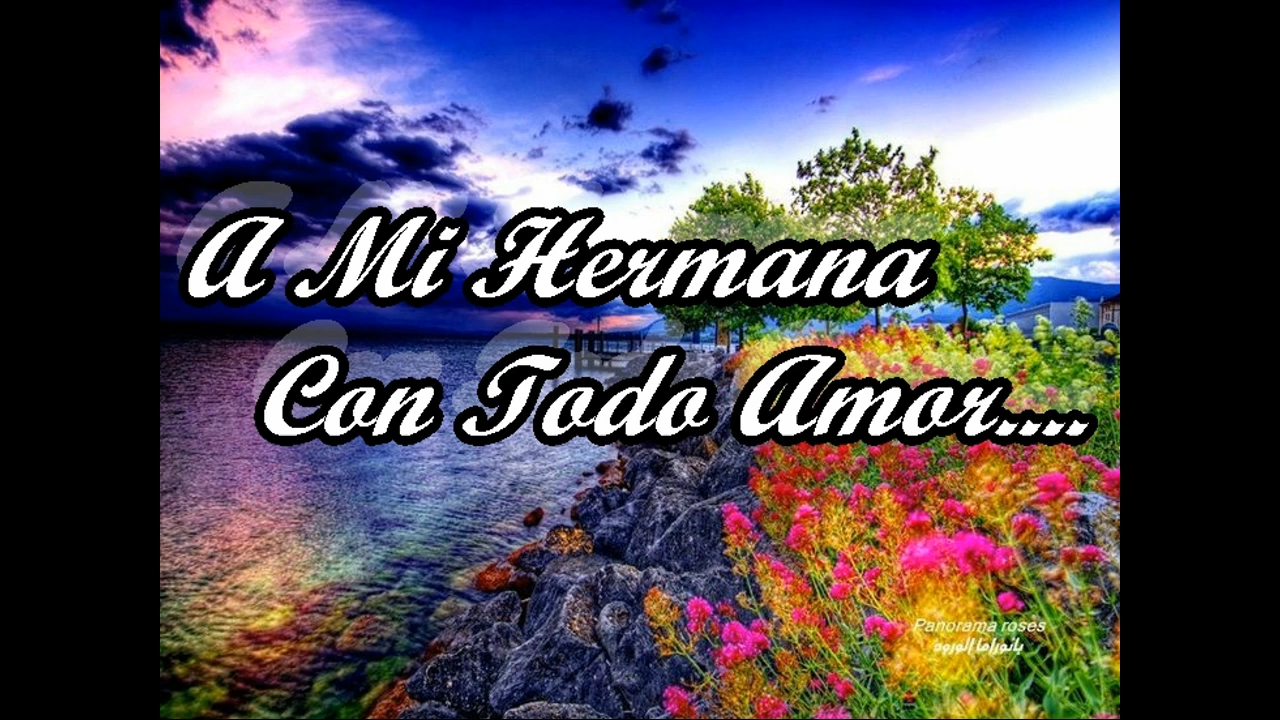 A Mi Hermana
Con Todo Amor....
Panorama roses
بانوراما الورود